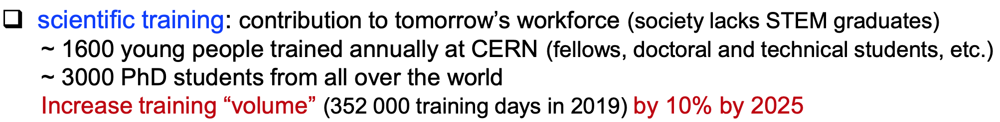 ❑ scientific training: contribution to tomorrow’s workforce (society lacks STEM graduates)
~ 1600 young people trained annually at CERN (fellows, doctoral and technical students, etc.)
~ 3000 PhD students from all over the world
Increase training “volume” (352 000 training days in 2019) by 10% by 2025